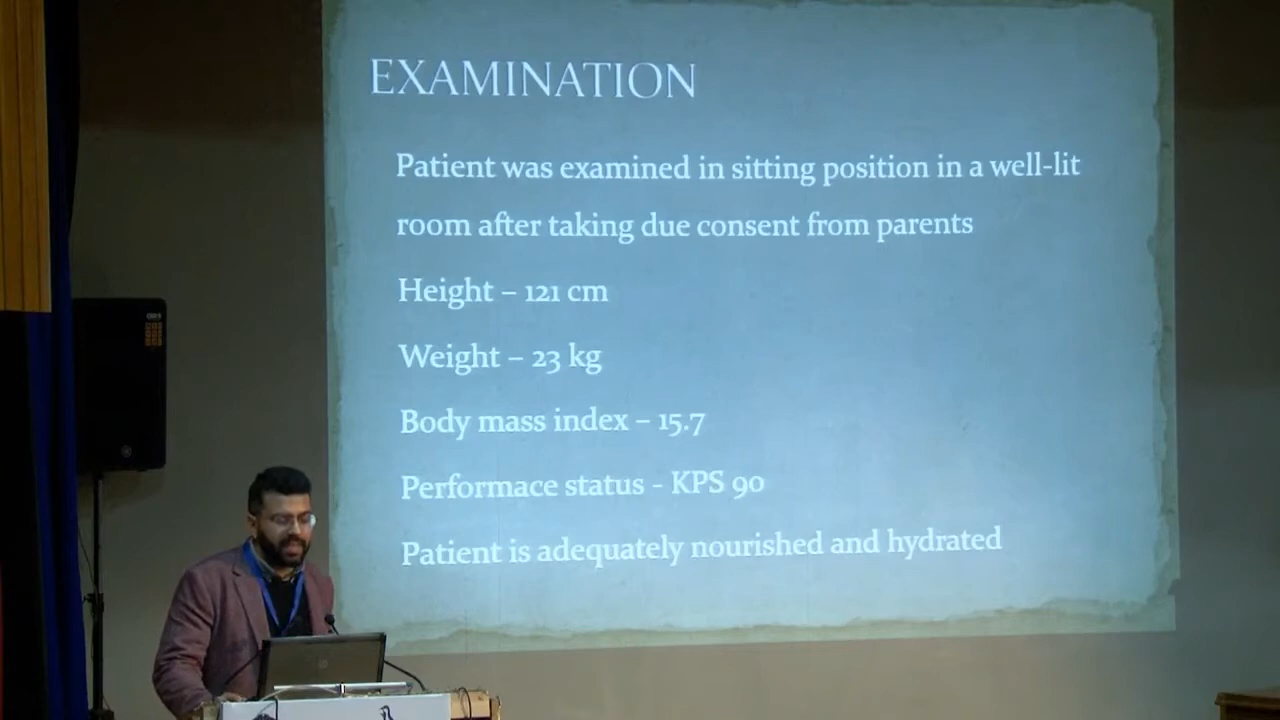 EXAMINATION
Patient was examined in sitting position in a well-lit
room after taking due consent from parents
Height – 121 cm
Weight – 23 kg
Body mass index – 15.7
Performace status - KPS 90
Patient is adequately nourished and hydrated